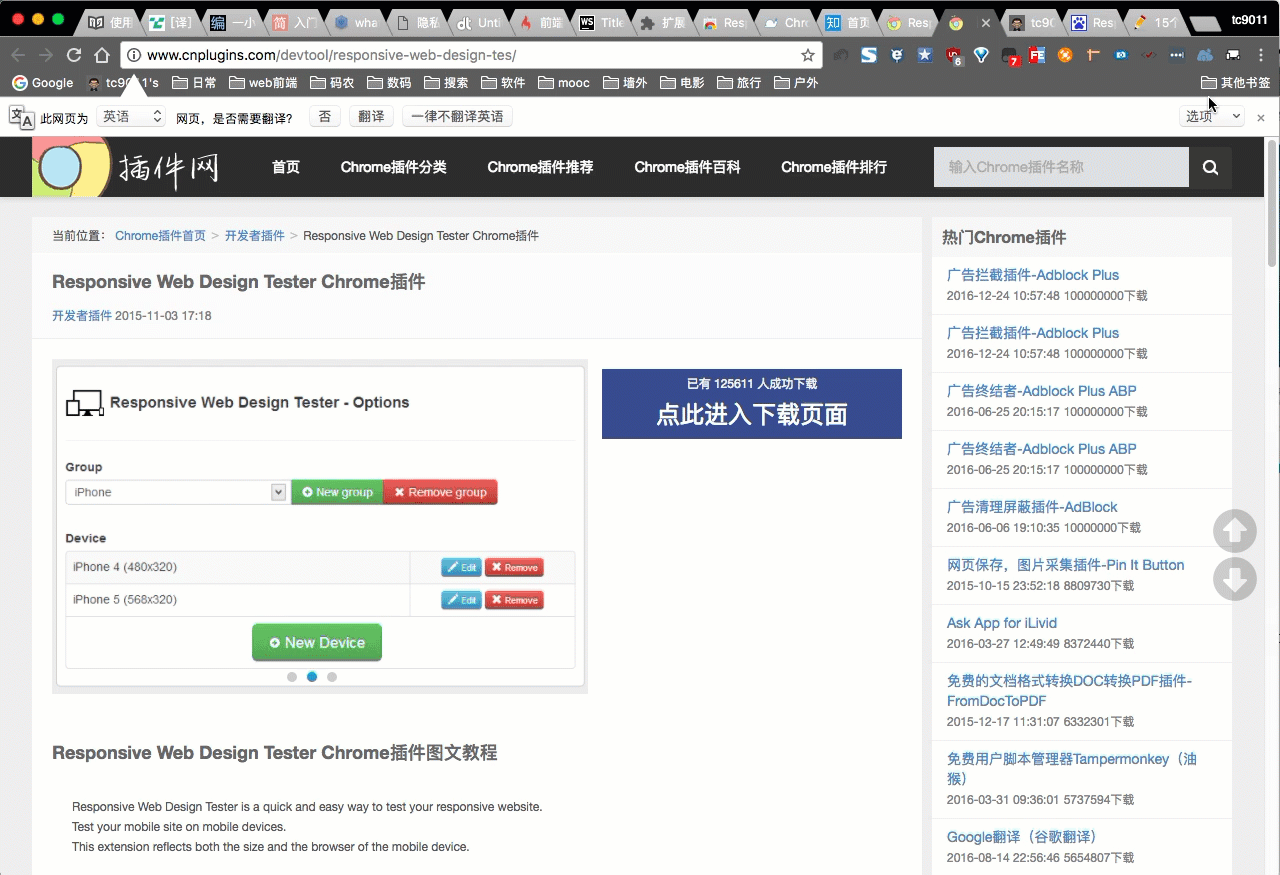 使用
[译]
一小
入门
wha
隐私
Unti
前端
Title
扩展
Res
Chro
首页
Res
tc90
Res
15个
tc9011
www.cnplugins.com/devtool/responsive-web-design-tes/
Google
tc9011's
日常
web前端
码农
数码
搜索
软件
mooc
墙外
电影
旅行
户外
其他书签
此网页为 英语 网页，是否需要翻译? 否 翻译 一律不翻译英语 选项
插件网
首页
Chrome插件分类
Chrome插件推荐
Chrome插件百科
Chrome插件排行
输入Chrome插件名称
当前位置： Chrome插件首页 > 开发者插件 > Responsive Web Design Tester Chrome插件
Responsive Web Design Tester Chrome插件
开发者插件 2015-11-03 17:18
Responsive Web Design Tester - Options
Group
iPhone
New group
Remove group
Device
iPhone 4 (480x320)
Edit
Remove
iPhone 5 (568x320)
Edit
Remove
New Device
已有 125611 人成功下载
点此进入下载页面
Responsive Web Design Tester Chrome插件图文教程
Responsive Web Design Tester is a quick and easy way to test your responsive website.
Test your mobile site on mobile devices.
This extension reflects both the size and the browser of the mobile device.
热门Chrome插件
广告拦截插件-Adblock Plus
2016-12-24 10:57:48 100000000下载
广告拦截插件-Adblock Plus
2016-12-24 10:57:48 100000000下载
广告终结者-Adblock Plus ABP
2016-06-25 20:15:17 100000000下载
广告终结者-Adblock Plus ABP
2016-06-25 20:15:17 100000000下载
广告清理屏蔽插件-AdBlock
2016-06-06 19:10:35 10000000下载
网页保存，图片采集插件-Pin It Button
2015-10-15 23:52:18 8809730下载
Ask App for iLivid
2016-03-27 12:49:49 8372440下载
免费的文档格式转换DOC转换PDF插件-
FromDocToPDF
2015-12-17 11:31:07 6332301下载
免费用户脚本管理器Tampermonkey（油
猴）
2016-03-31 09:36:01 5737594下载
Google翻译（谷歌翻译）
2016-08-14 22:56:46 5654807下载